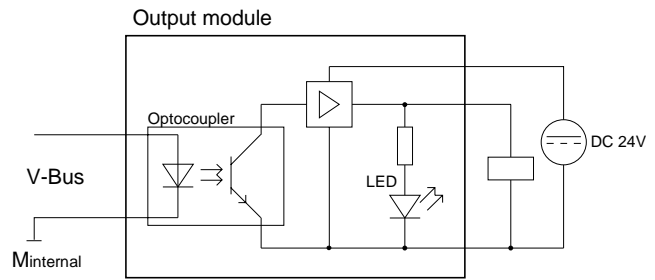 Output module
Optocoupler
DC 24V
V-Bus
LED
Minternal